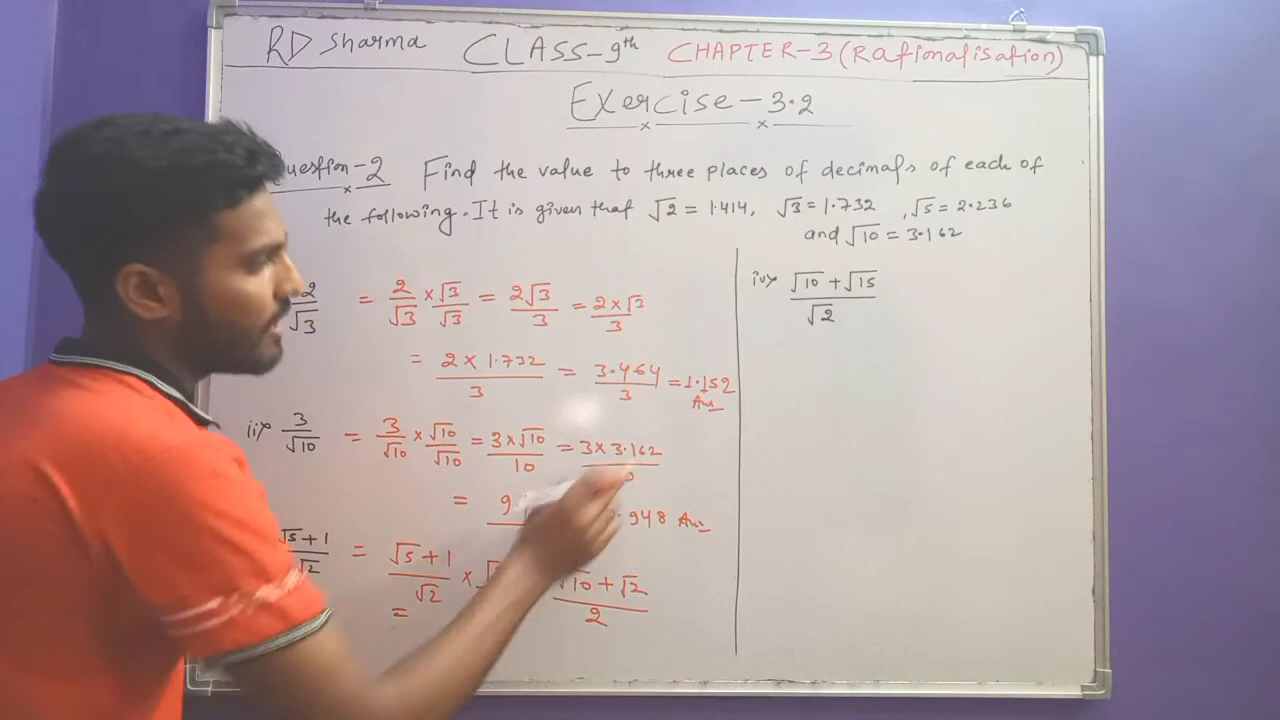 RD Sharma CLASS-9th CHAPTER-3 (Rationalisation)
Exercise-3.2
Question-2 Find the value to three places of decimals of each of
the following. It is given that √2 = 1.414, √3 = 1.732, √5 = 2.236
and √10 = 3.162
2/√3 = 2/√3 × √3/√3 = 2√3/3 = 2×√3/3
= 2 × 1.732/3 = 3.464/3 = 1.152 Ans
ii) 3/√10 = 3/√10 × √10/√10 = 3×√10/10 = 3×3.162
= 9 948 Ans
√5+1/√2 = √5+1/√2 × √10+√2/2
=
iv) √10+√15/√2